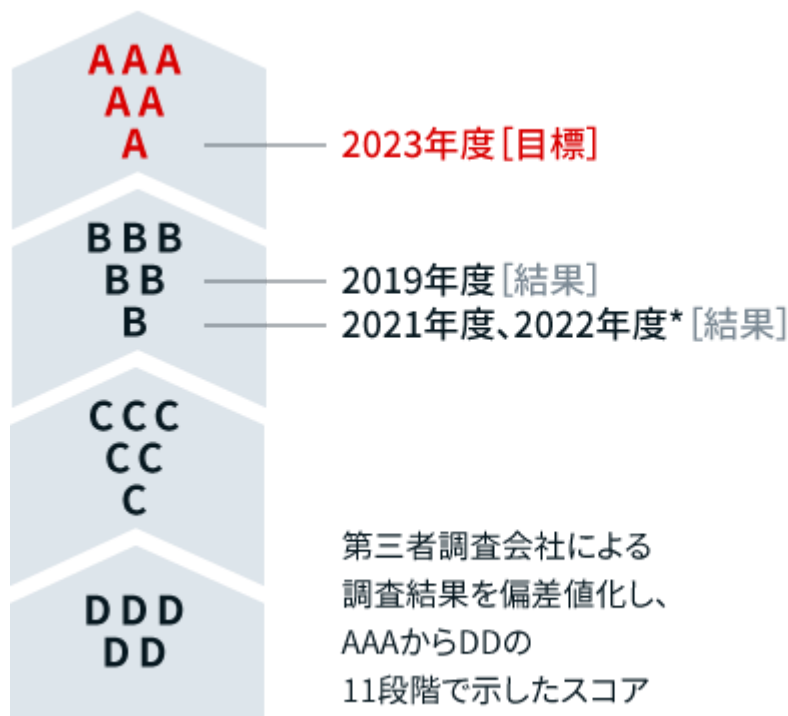 AAA
AA
A
2023年度[目標]
BBB
BB
2019年度[結果]
B
2021年度、2022年度*[結果]
CCC
CC
C
DDD
DD
第三者調査会社による
調査結果を偏差値化し、
AAAからDDの
11段階で示したスコア